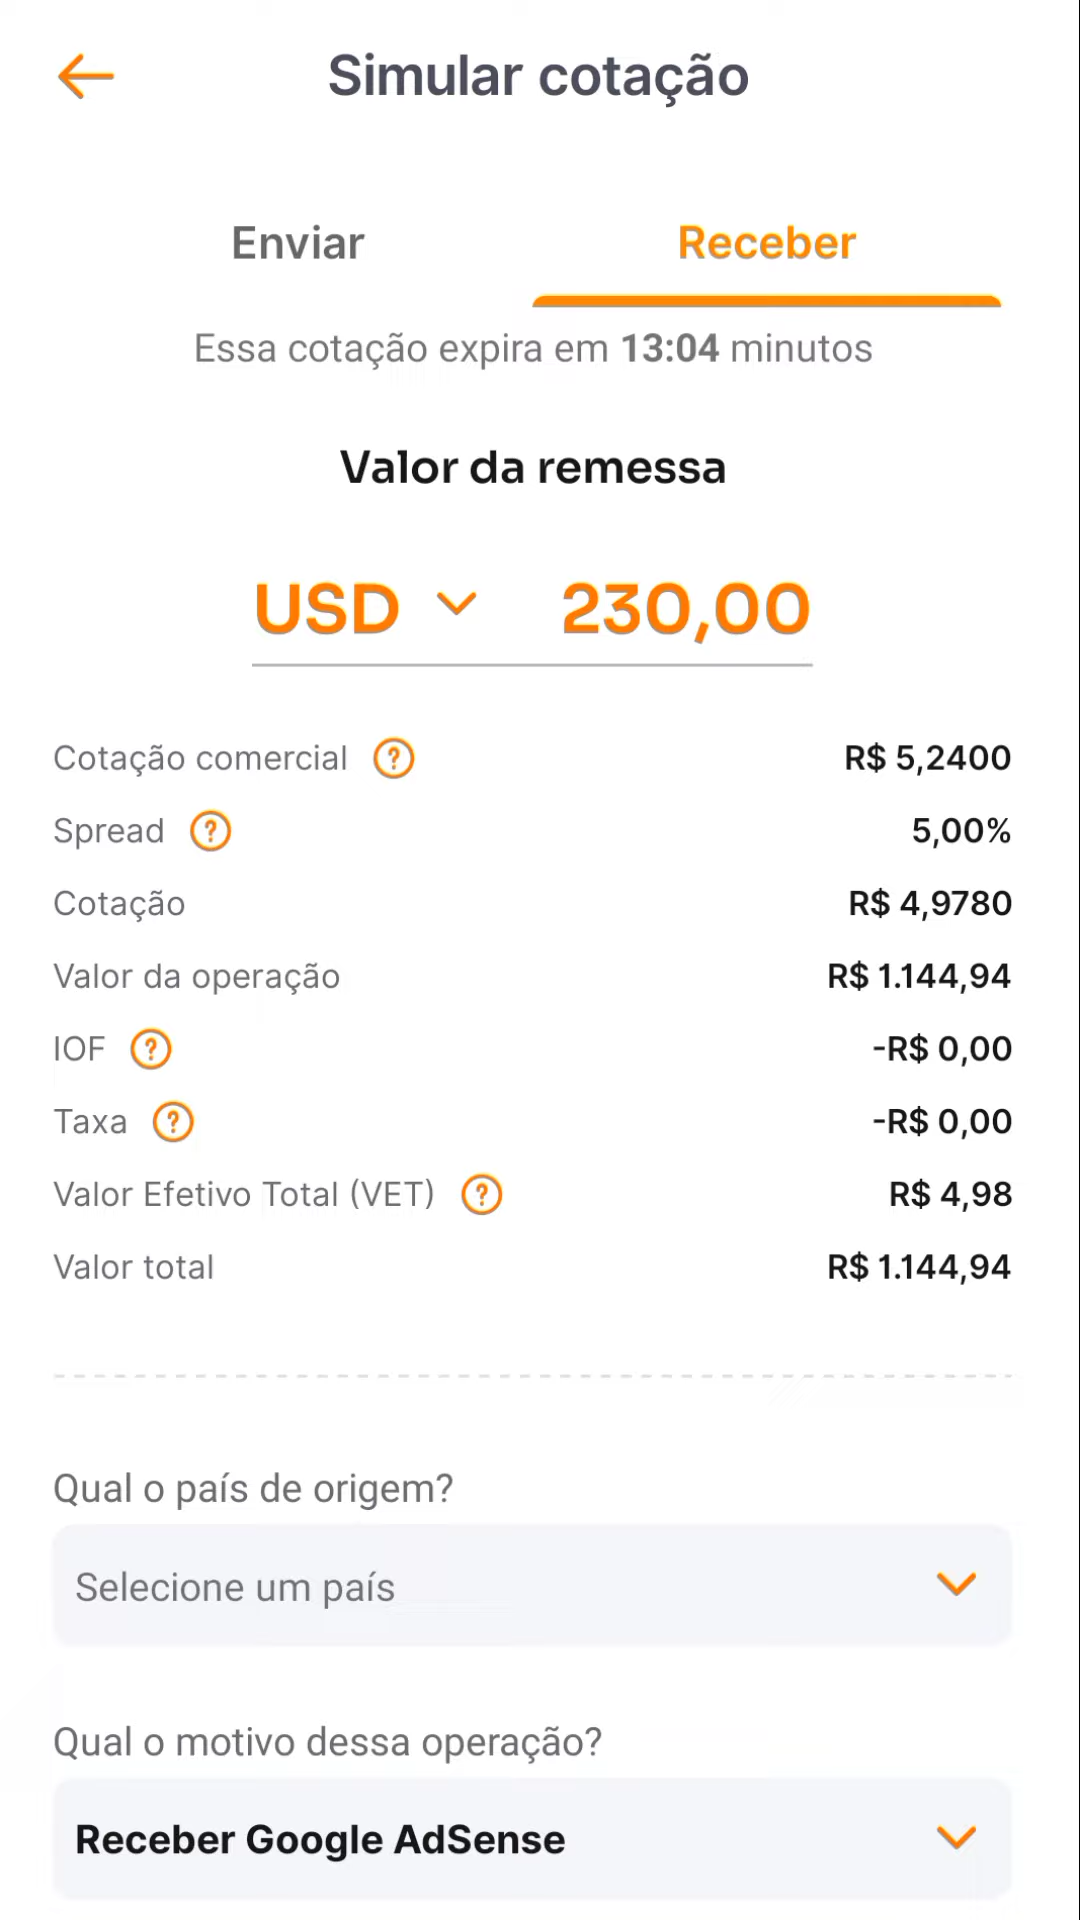 Simular cotação
Enviar Receber
Essa cotação expira em 13:04 minutos
Valor da remessa
USD 230,00
Cotação comercial ? R$ 5,2400
Spread ? 5,00%
Cotação R$ 4,9780
Valor da operação R$ 1.144,94
IOF ? -R$ 0,00
Taxa ? -R$ 0,00
Valor Efetivo Total (VET) ? R$ 4,98
Valor total R$ 1.144,94
Qual o país de origem?
Selecione um país
Qual o motivo dessa operação?
Receber Google AdSense